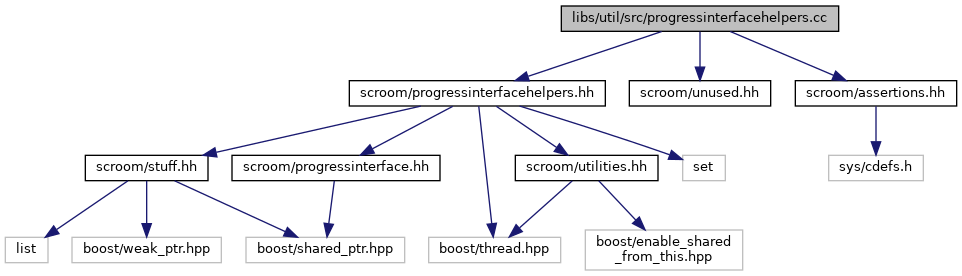 libs/util/src/progressinterfacehelpers.cc
scroom/progressinterfacehelpers.hh
scroom/unused.hh
scroom/assertions.hh
scroom/stuff.hh
scroom/progressinterface.hh
scroom/utilities.hh
set
sys/cdefs.h
list
boost/weak_ptr.hpp
boost/shared_ptr.hpp
boost/thread.hpp
boost/enable_shared
_from_this.hpp